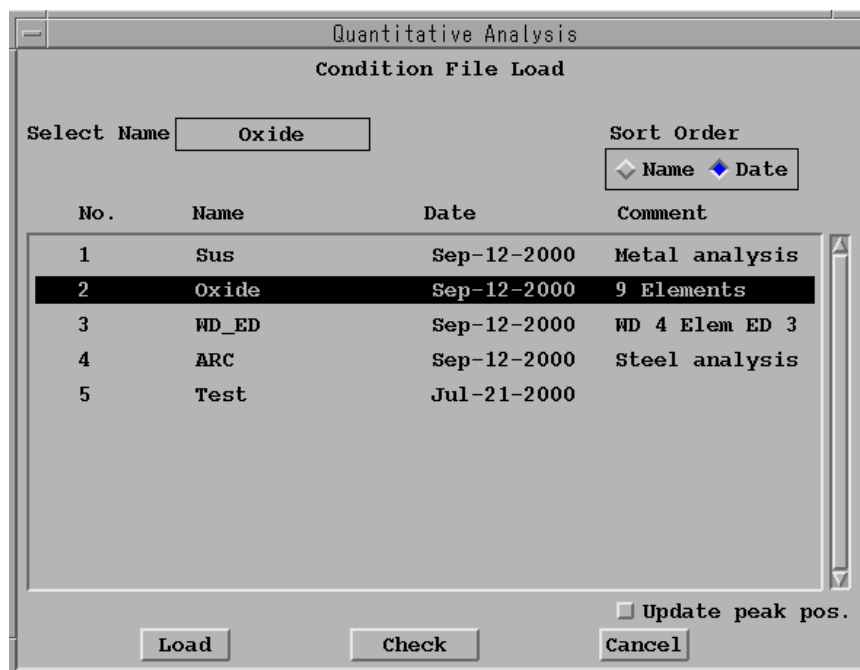 Quantitative Analysis
Condition File Load
Select Name Oxide Sort Order
Name Date
No. Name Date Comment
1 Sus Sep-12-2000 Metal analysis
2 Oxide Sep-12-2000 9 Elements
3 WD_ED Sep-12-2000 WD 4 Elem ED 3
4 ARC Sep-12-2000 Steel analysis
5 Test Jul-21-2000
Update peak pos.
Load Check Cancel